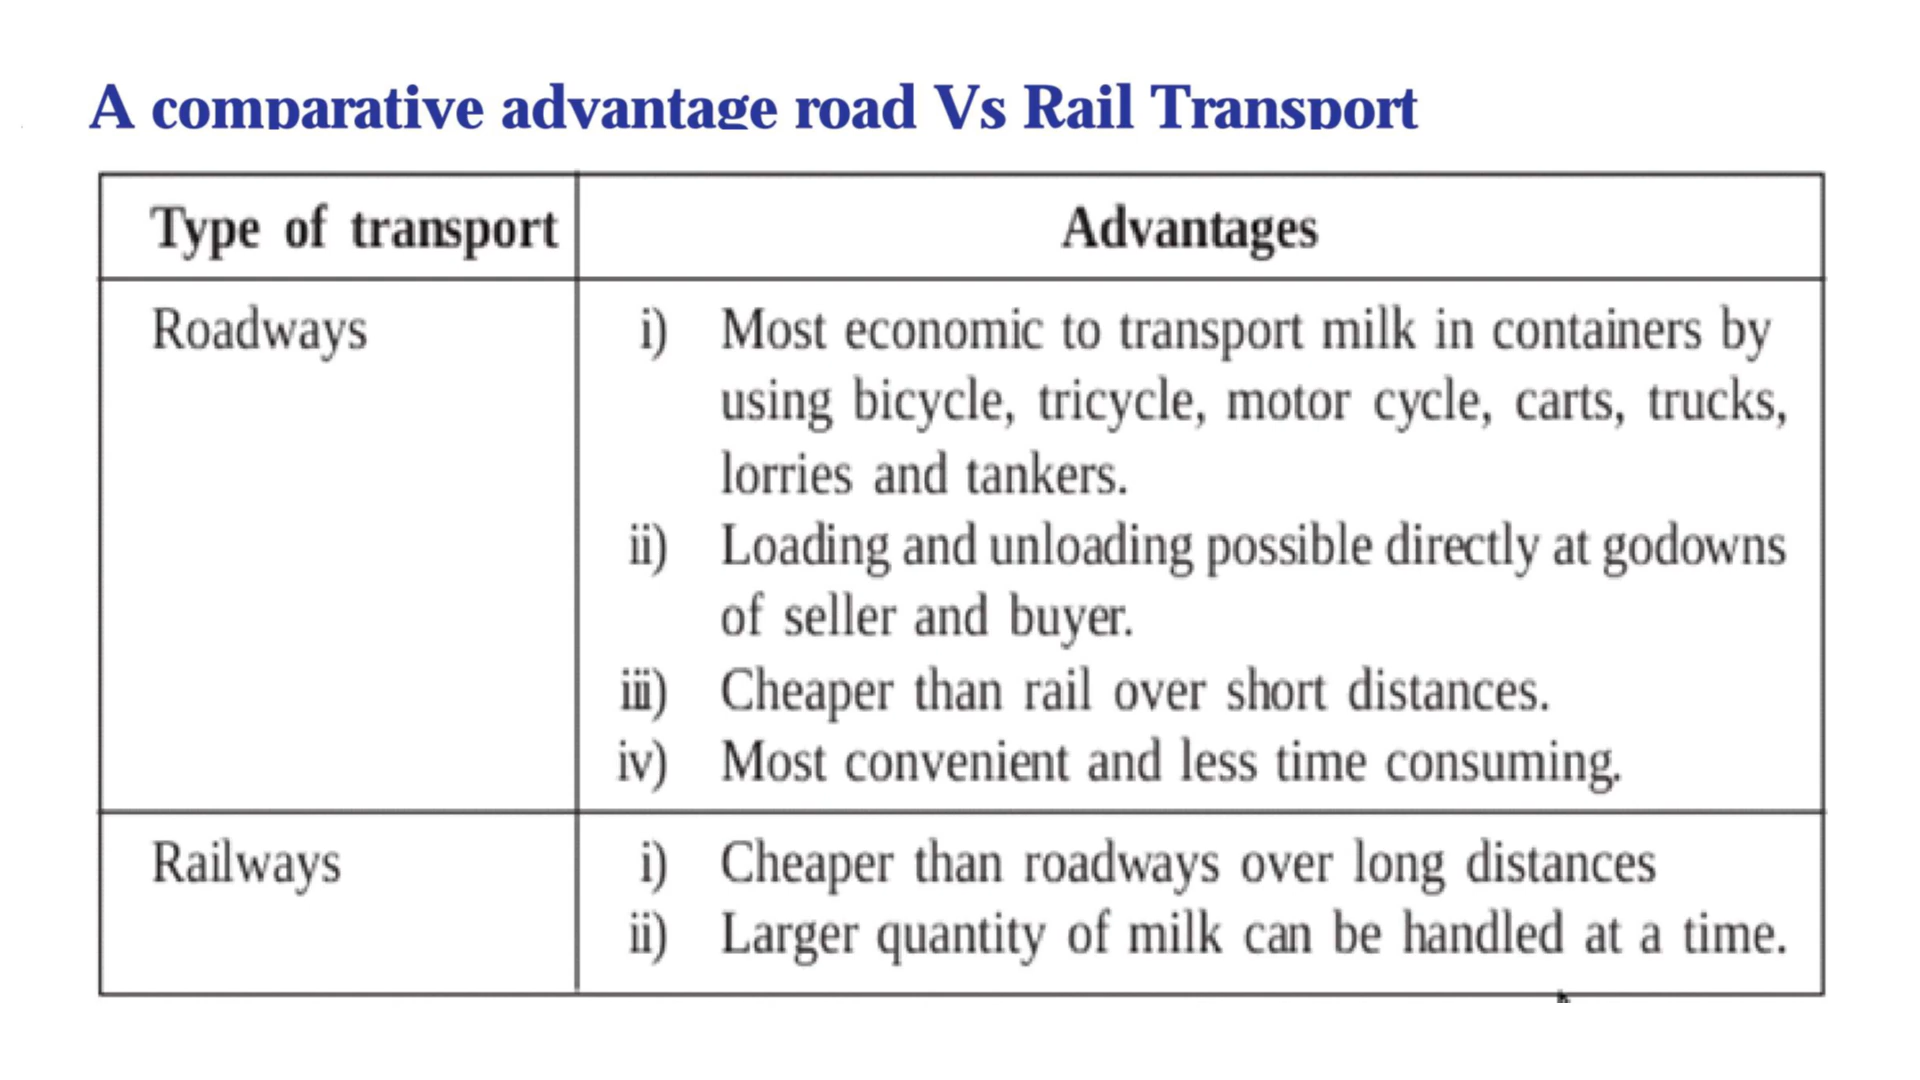 A comparative advantage road Vs Rail Transport
Type of transport
Advantages
Roadways
i) Most economic to transport milk in containers by
using bicycle, tricycle, motor cycle, carts, trucks,
lorries and tankers.
ii) Loading and unloading possible directly at godowns
of seller and buyer.
iii) Cheaper than rail over short distances.
iv) Most convenient and less time consuming.
Railways
i) Cheaper than roadways over long distances
ii) Larger quantity of milk can be handled at a time.